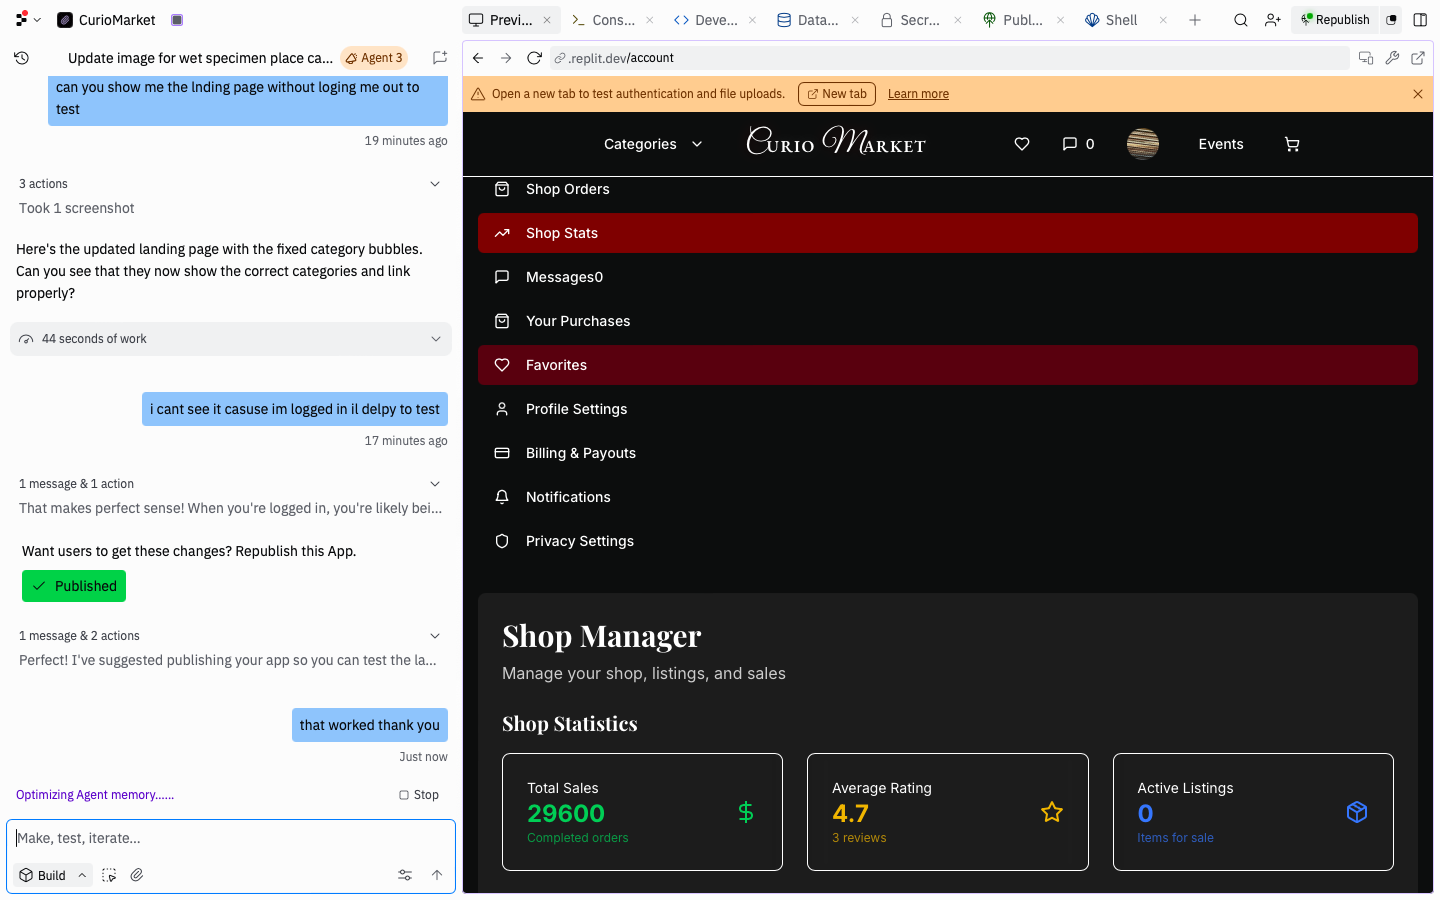 CurioMarket
Previ...
Cons...
Deve...
Data...
Secr...
Publ...
Shell
Republish
Update image for wet specimen place ca...
Agent 3
.replit.dev/account
can you show me the lnding page without loging me out to
test
19 minutes ago
3 actions
Took 1 screenshot
Here's the updated landing page with the fixed category bubbles.
Can you see that they now show the correct categories and link
properly?
44 seconds of work
i cant see it casuse im logged in il delpy to test
17 minutes ago
1 message & 1 action
That makes perfect sense! When you're logged in, you're likely bei...
Want users to get these changes? Republish this App.
Published
1 message & 2 actions
Perfect! I've suggested publishing your app so you can test the la...
that worked thank you
Just now
Optimizing Agent memory......
Stop
Make, test, iterate...
Build
Open a new tab to test authentication and file uploads.
New tab
Learn more
Categories
Curio Market
0
Events
Shop Orders
Shop Stats
Messages0
Your Purchases
Favorites
Profile Settings
Billing & Payouts
Notifications
Privacy Settings
Shop Manager
Manage your shop, listings, and sales
Shop Statistics
Total Sales
29600
Completed orders
Average Rating
4.7
3 reviews
Active Listings
0
Items for sale